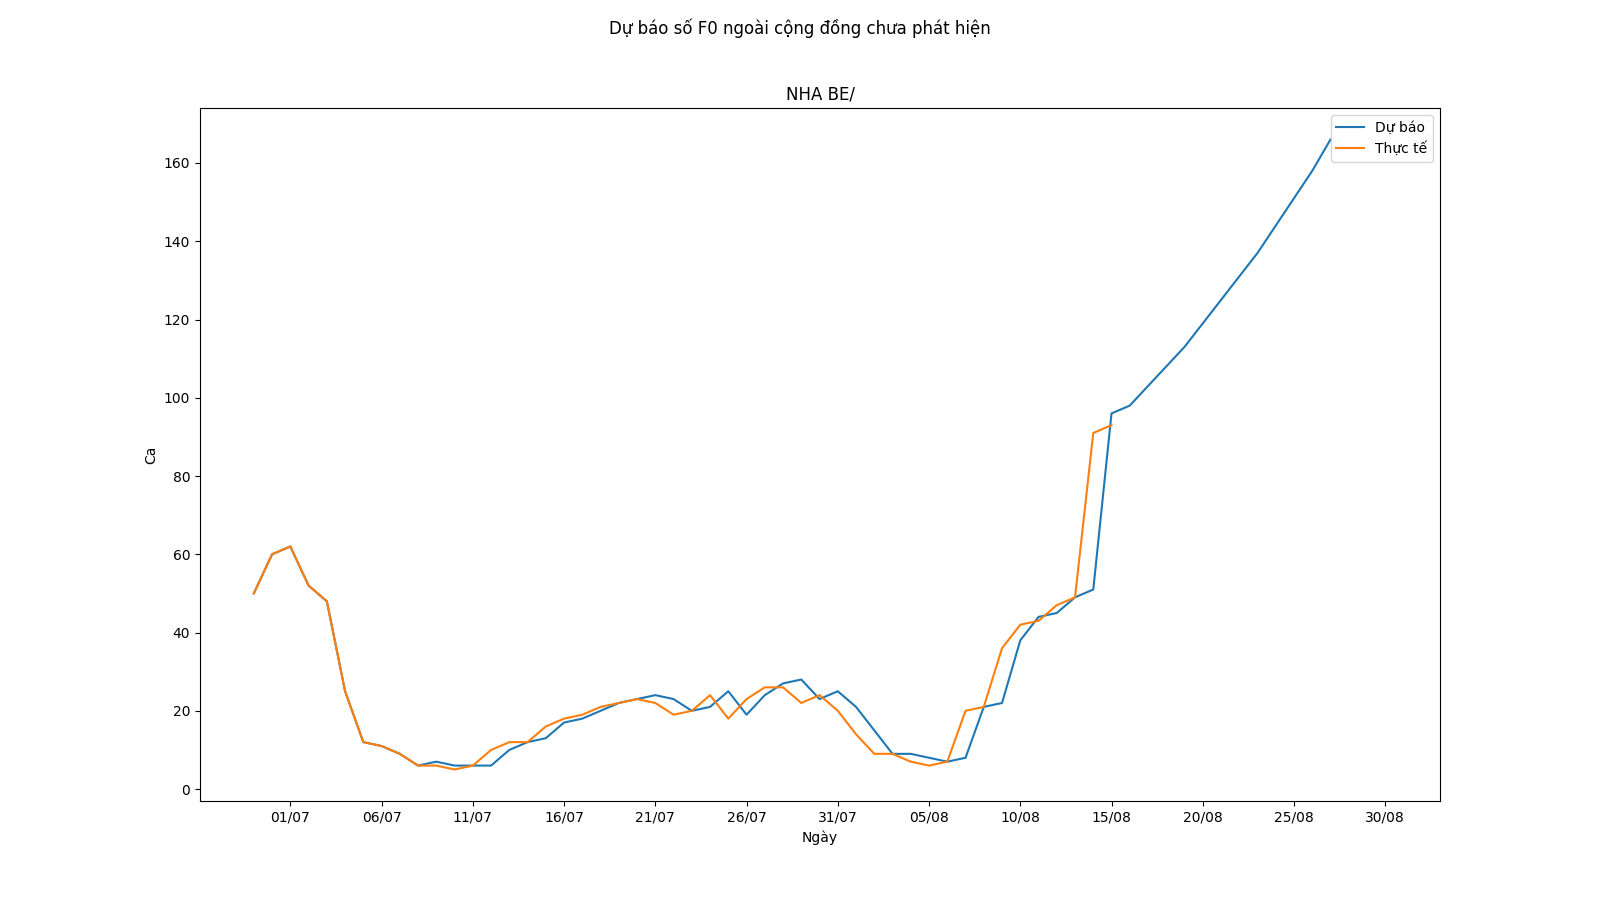 Dự báo số F0 ngoài cộng đồng chưa phát hiện
NHA BE/
Dự báo
Thực tế
160
140
120
100
80
60
40
20
0
Ca
01/07 06/07 11/07 16/07 21/07 26/07 31/07 05/08 10/08 15/08 20/08 25/08 30/08
Ngày